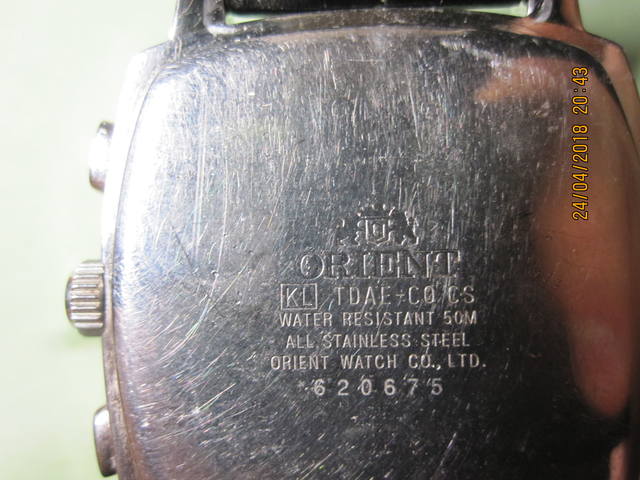 ORIENT
KL TDAE-C0 CS
WATER RESISTANT 50M
ALL STAINLESS STEEL
ORIENT WATCH CO., LTD.
620675
24/04/2018 20:43